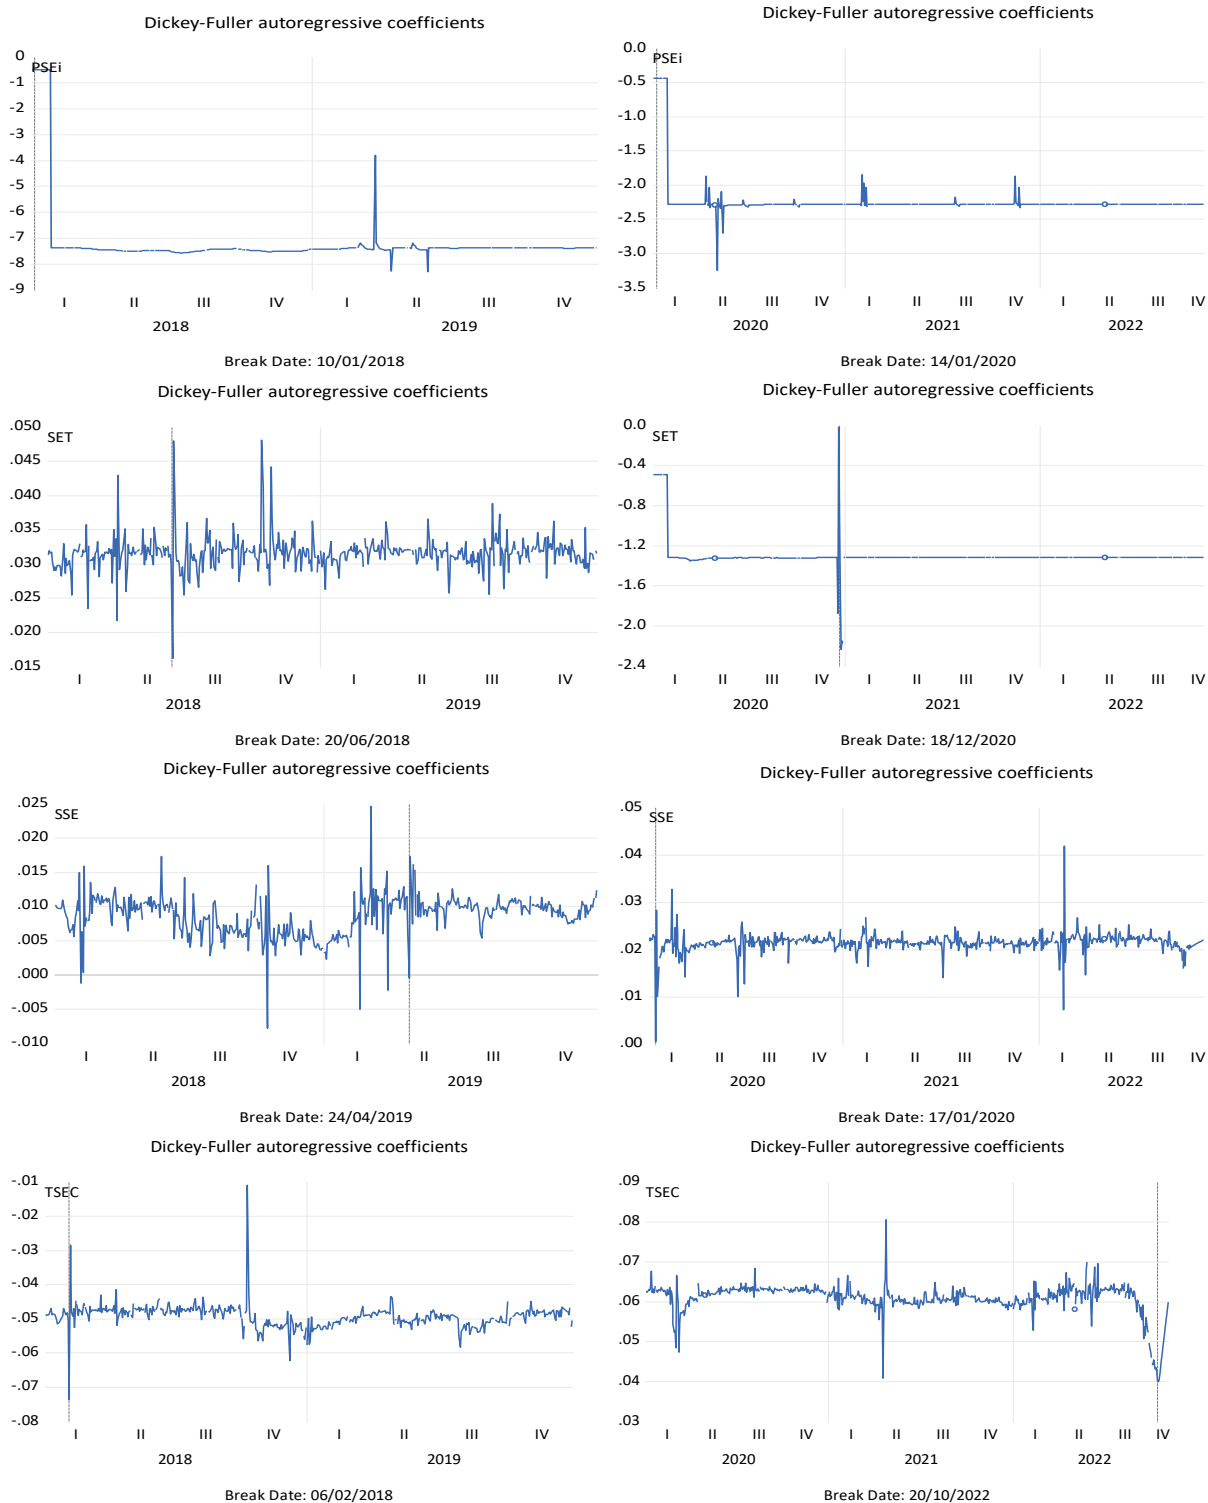 Dickey-Fuller autoregressive coefficients
PSEi
0
-1
-2
-3
-4
-5
-6
-7
-8
-9
I II III IV I II III IV
2018 2019
Break Date: 10/01/2018
Dickey-Fuller autoregressive coefficients
PSEi
0.0
-0.5
-1.0
-1.5
-2.0
-2.5
-3.0
-3.5
I II III IV I II III IV I II III IV
2020 2021 2022
Break Date: 14/01/2020
Dickey-Fuller autoregressive coefficients
SET
.050
.045
.040
.035
.030
.025
.020
.015
I II III IV I II III IV
2018 2019
Break Date: 20/06/2018
Dickey-Fuller autoregressive coefficients
SET
0.0
-0.4
-0.8
-1.2
-1.6
-2.0
-2.4
I II III IV I II III IV I II III IV
2020 2021 2022
Break Date: 18/12/2020
Dickey-Fuller autoregressive coefficients
SSE
.025
.020
.015
.010
.005
.000
-.005
-.010
I II III IV I II III IV
2018 2019
Break Date: 24/04/2019
Dickey-Fuller autoregressive coefficients
SSE
.05
.04
.03
.02
.01
.00
I II III IV I II III IV I II III IV
2020 2021 2022
Break Date: 17/01/2020
Dickey-Fuller autoregressive coefficients
TSEC
-.01
-.02
-.03
-.04
-.05
-.06
-.07
-.08
I II III IV I II III IV
2018 2019
Break Date: 06/02/2018
Dickey-Fuller autoregressive coefficients
TSEC
.09
.08
.07
.06
.05
.04
.03
I II III IV I II III IV I II III IV
2020 2021 2022
Break Date: 20/10/2022